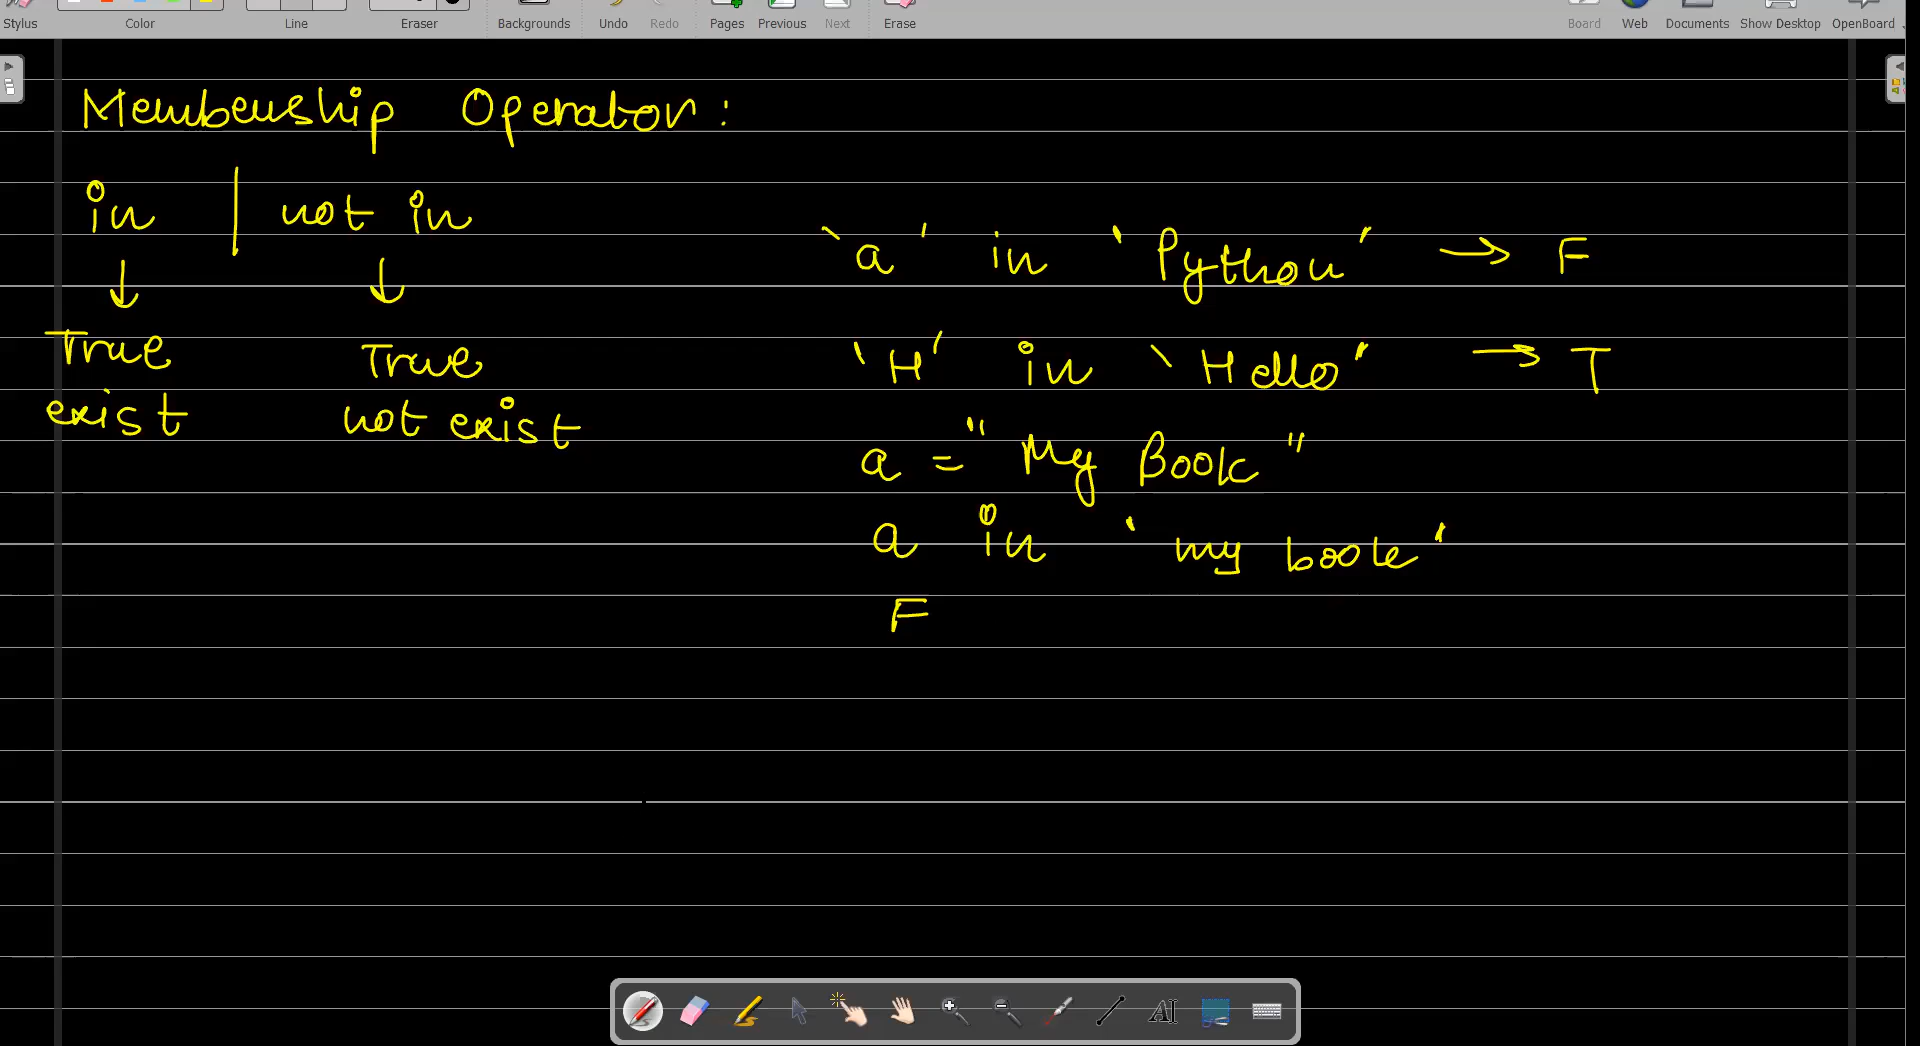 Stylus Color Line Eraser Backgrounds Undo Redo Pages Previous Next Erase Board Web Documents Show Desktop OpenBoard
Membership Operator:
in | not in
↓ ↓
True True
exist not exist
'a' in 'Python' → F
'H' in 'Hello' → T
a = "My Book"
a in 'my book'
F
AI